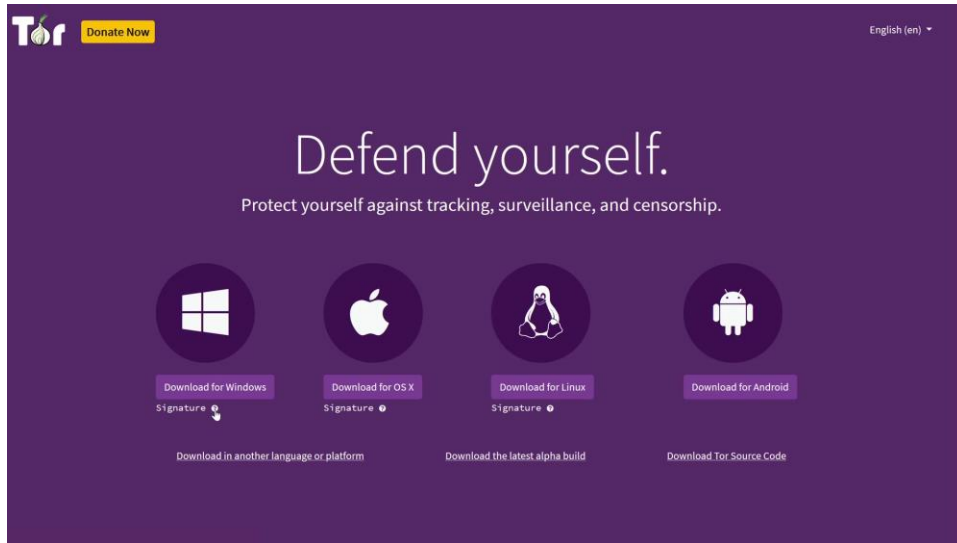 Tor
Donate Now
English (en)
Defend yourself.
Protect yourself against tracking, surveillance, and censorship.
Download for Windows
Download for OS X
Download for Linux
Download for Android
Signature
Signature
Signature
Download in another language or platform
Download the latest alpha build
Download Tor Source Code